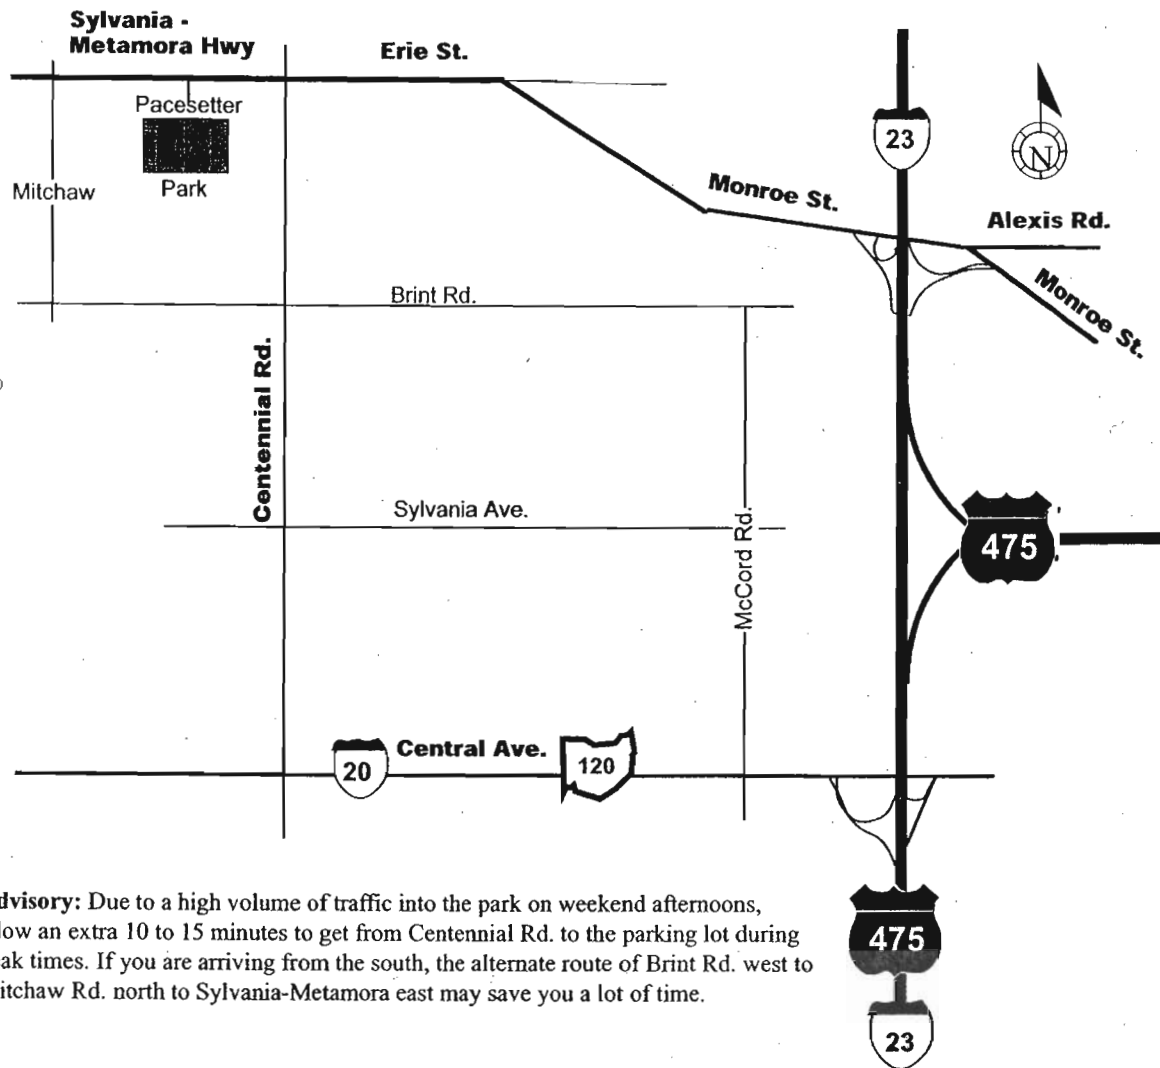 Sylvania -
Metamora Hwy
Erie St.
Pacesetter
Park
Mitchaw
23
N
Monroe St.
Alexis Rd.
Monroe St.
Brint Rd.
Centennial Rd.
Sylvania Ave.
McCord Rd.
475
Central Ave.
20
120
dvisory: Due to a high volume of traffic into the park on weekend afternoons,
low an extra 10 to 15 minutes to get from Centennial Rd. to the parking lot during
ak times. If you are arriving from the south, the alternate route of Brint Rd. west to
itchaw Rd. north to Sylvania-Metamora east may save you a lot of time.
475
23